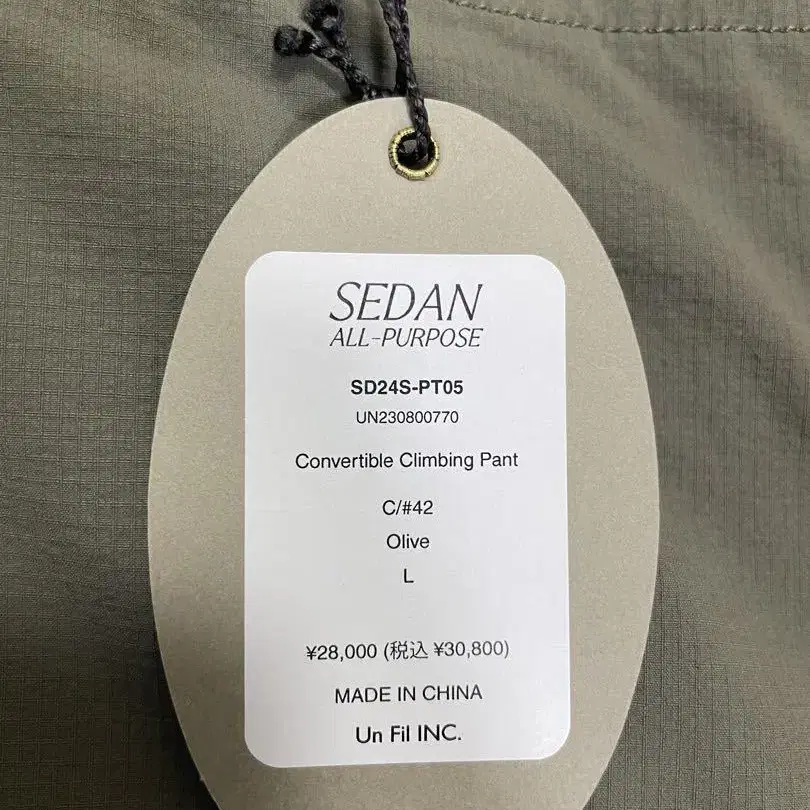 SEDAN
ALL-PURPOSE
SD24S-PT05
UN230800770
Convertible Climbing Pant
C/#42
Olive
L
¥28,000 (税込 ¥30,800)
MADE IN CHINA
Un Fil INC.